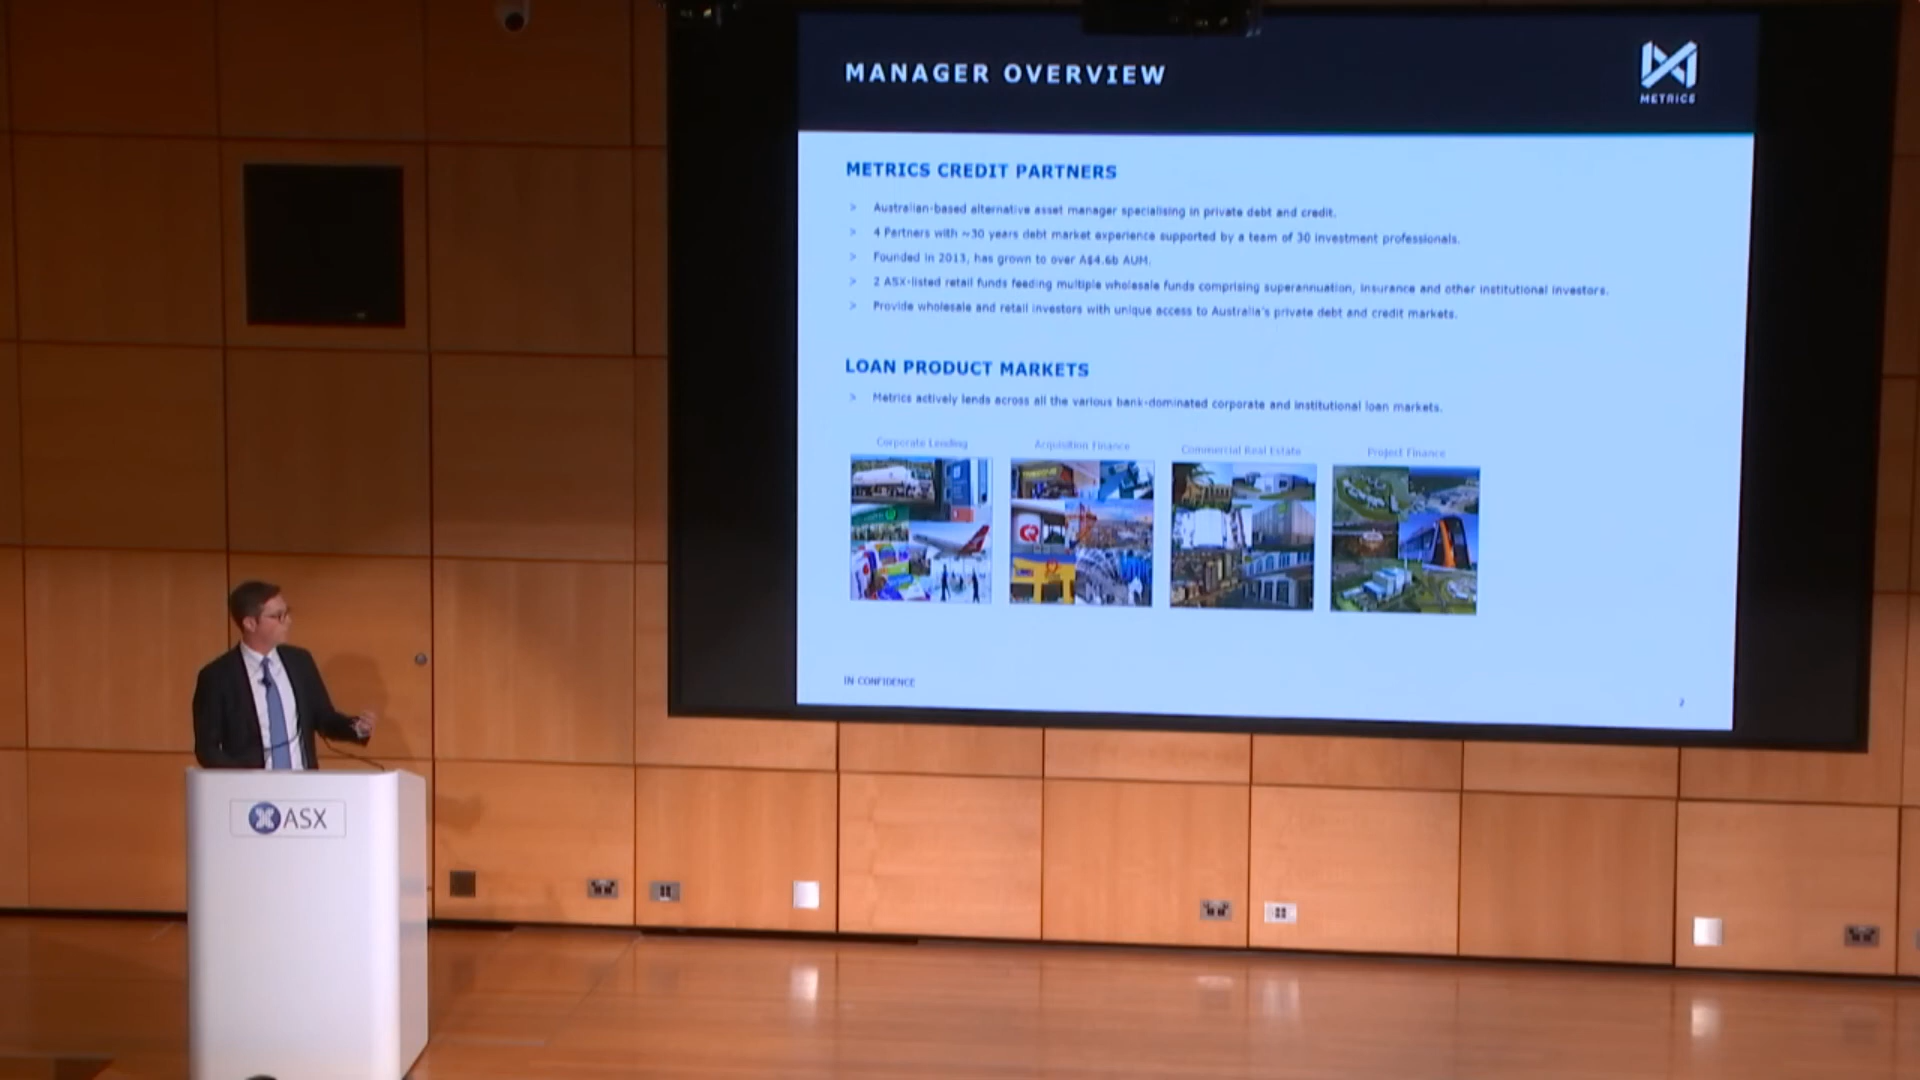 MANAGER OVERVIEW
METRICS
METRICS CREDIT PARTNERS
> Australian-based alternative asset manager specialising in private debt and credit.
> 4 Partners with ~30 years debt market experience supported by a team of 30 investment professionals.
> Founded in 2013, has grown to over A$4.6b AUM.
> 2 ASX-listed retail funds feeding multiple wholesale funds comprising superannuation, insurance and other institutional investors.
> Provide wholesale and retail investors with unique access to Australia's private debt and credit markets.
LOAN PRODUCT MARKETS
> Metrics actively lends across all the various bank-dominated corporate and institutional loan markets.
Corporate Lending
Acquisition Finance
Commercial Real Estate
Project Finance
IN CONFIDENCE
2
ASX